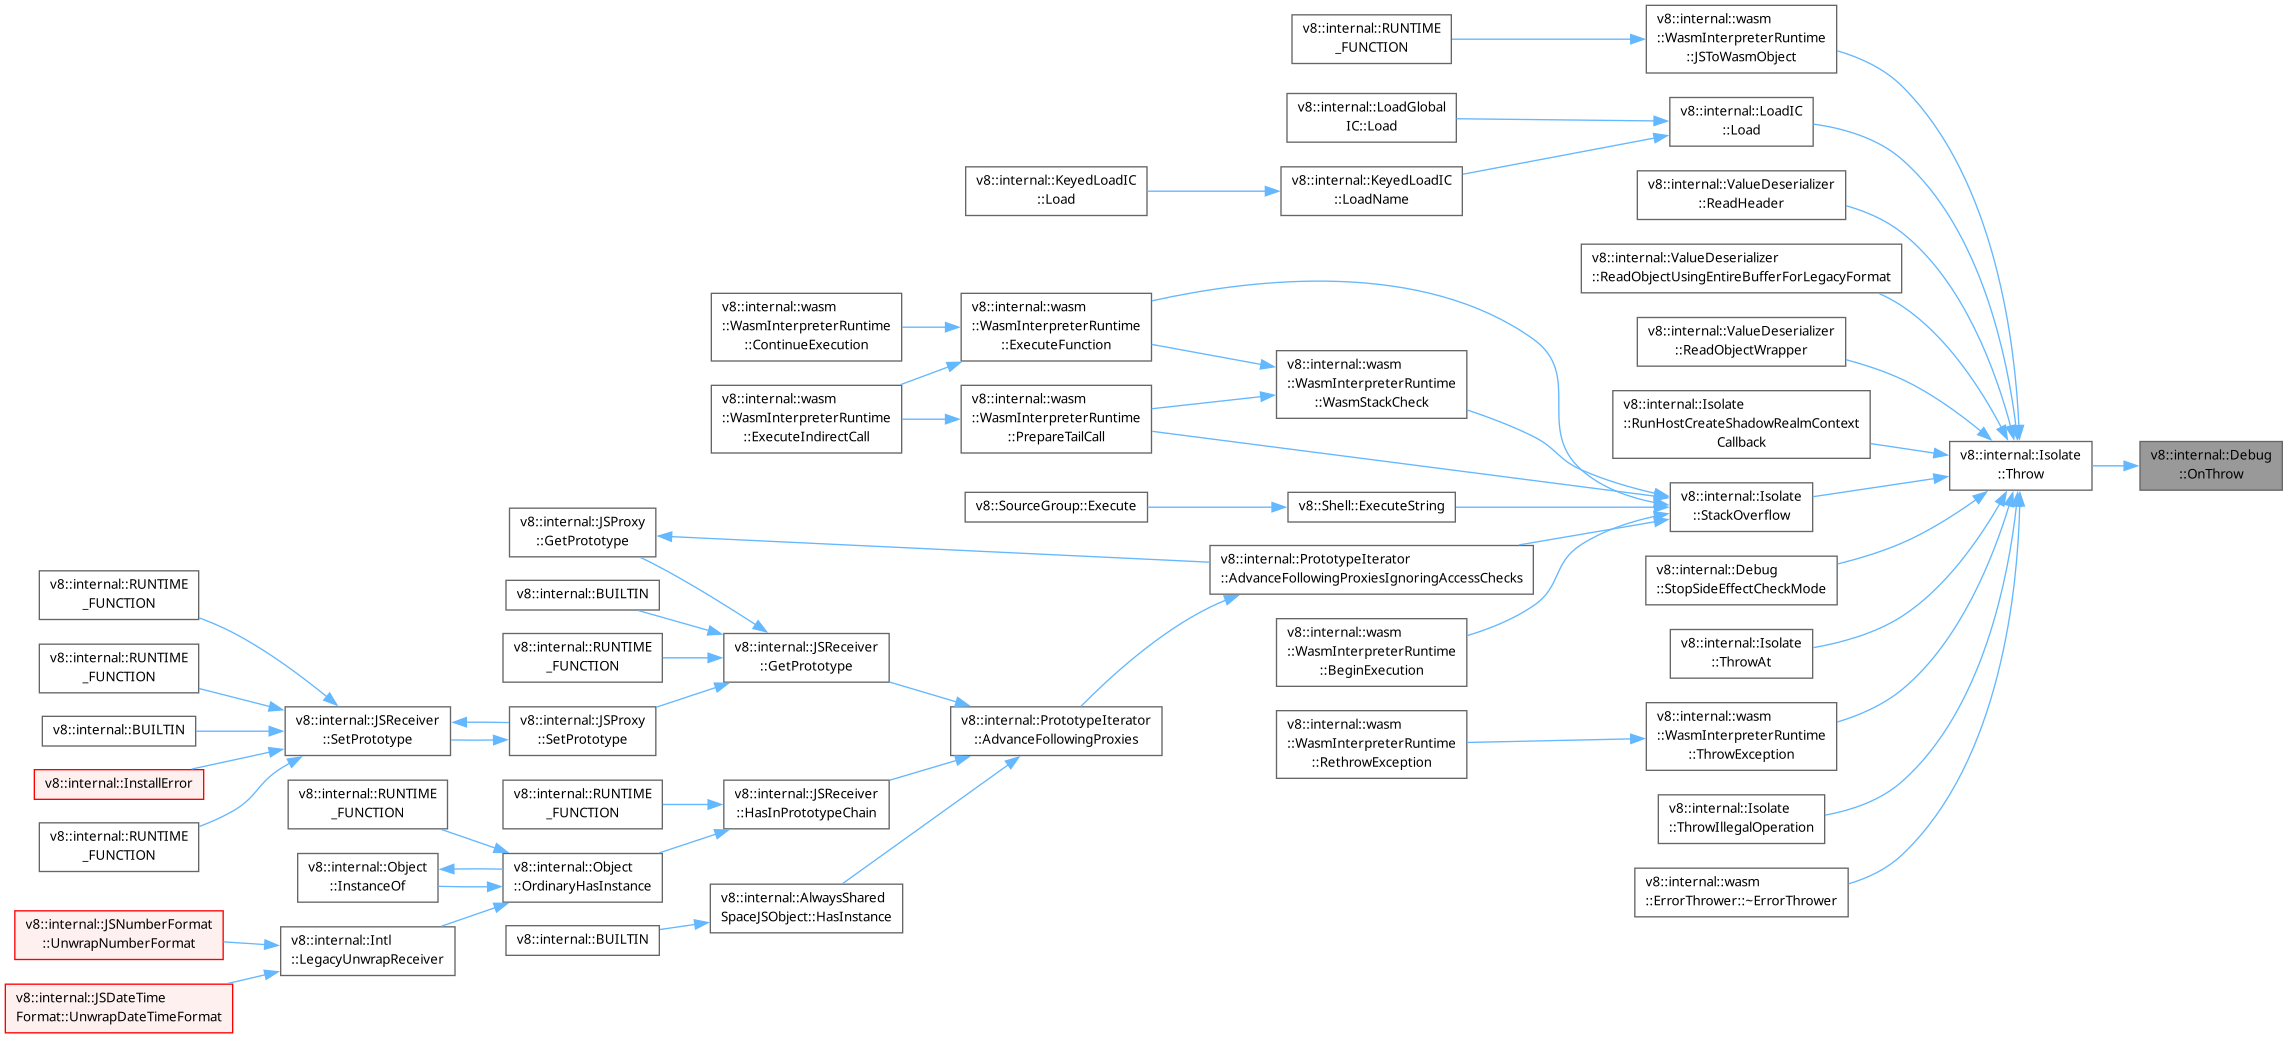 v8::internal::RUNTIME
_FUNCTION
v8::internal::wasm
::WasmInterpreterRuntime
::JSToWasmObject
v8::internal::LoadGlobal
IC::Load
v8::internal::LoadIC
::Load
v8::internal::KeyedLoadIC
::Load
v8::internal::KeyedLoadIC
::LoadName
v8::internal::ValueDeserializer
::ReadHeader
v8::internal::ValueDeserializer
::ReadObjectUsingEntireBufferForLegacyFormat
v8::internal::wasm
::WasmInterpreterRuntime
::ContinueExecution
v8::internal::wasm
::WasmInterpreterRuntime
::ExecuteFunction
v8::internal::ValueDeserializer
::ReadObjectWrapper
v8::internal::wasm
::WasmInterpreterRuntime
::WasmStackCheck
v8::internal::wasm
::WasmInterpreterRuntime
::ExecuteIndirectCall
v8::internal::wasm
::WasmInterpreterRuntime
::PrepareTailCall
v8::internal::Isolate
::RunHostCreateShadowRealmContext
Callback
v8::internal::Isolate
::Throw
v8::internal::Debug
::OnThrow
v8::SourceGroup::Execute
v8::Shell::ExecuteString
v8::internal::Isolate
::StackOverflow
v8::internal::JSProxy
::GetPrototype
v8::internal::PrototypeIterator
::AdvanceFollowingProxiesIgnoringAccessChecks
v8::internal::Debug
::StopSideEffectCheckMode
v8::internal::RUNTIME
_FUNCTION
v8::internal::BUILTIN
v8::internal::RUNTIME
_FUNCTION
v8::internal::JSReceiver
::GetPrototype
v8::internal::wasm
::WasmInterpreterRuntime
::BeginExecution
v8::internal::Isolate
::ThrowAt
v8::internal::RUNTIME
_FUNCTION
v8::internal::BUILTIN
v8::internal::JSReceiver
::SetPrototype
v8::internal::JSProxy
::SetPrototype
v8::internal::PrototypeIterator
::AdvanceFollowingProxies
v8::internal::wasm
::WasmInterpreterRuntime
::RethrowException
v8::internal::wasm
::WasmInterpreterRuntime
::ThrowException
v8::internal::InstallError
v8::internal::RUNTIME
_FUNCTION
v8::internal::RUNTIME
_FUNCTION
v8::internal::RUNTIME
_FUNCTION
v8::internal::JSReceiver
::HasInPrototypeChain
v8::internal::Isolate
::ThrowIllegalOperation
v8::internal::Object
::InstanceOf
v8::internal::Object
::OrdinaryHasInstance
v8::internal::AlwaysShared
SpaceJSObject::HasInstance
v8::internal::wasm
::ErrorThrower::~ErrorThrower
v8::internal::JSNumberFormat
::UnwrapNumberFormat
v8::internal::Intl
::LegacyUnwrapReceiver
v8::internal::BUILTIN
v8::internal::JSDateTime
Format::UnwrapDateTimeFormat